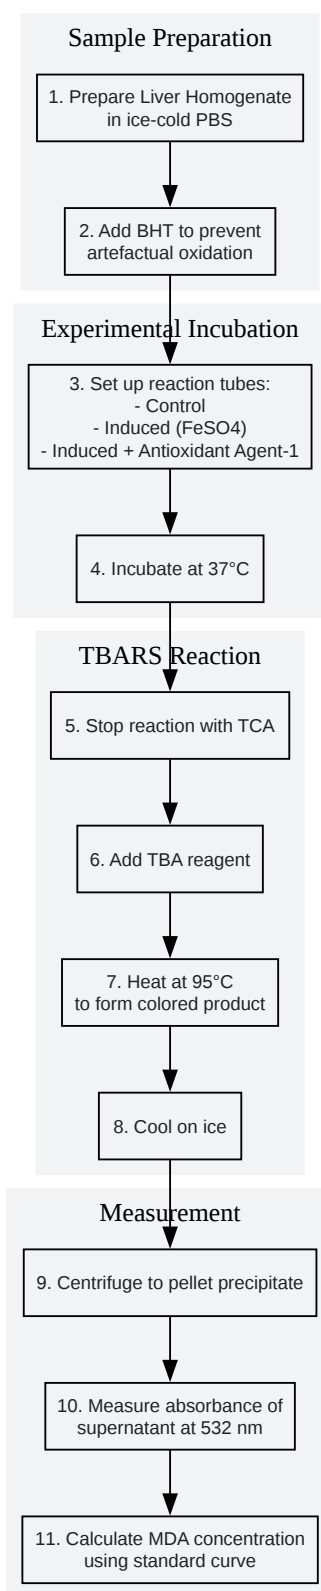 Sample Preparation
1. Prepare Liver Homogenate
in ice-cold PBS
2. Add BHT to prevent
artefactual oxidation
Experimental Incubation
3. Set up reaction tubes:
- Control
- Induced (FeSO4)
- Induced + Antioxidant Agent-1
4. Incubate at 37°C
TBARS Reaction
5. Stop reaction with TCA
6. Add TBA reagent
7. Heat at 95°C
to form colored product
8. Cool on ice
Measurement
9. Centrifuge to pellet precipitate
10. Measure absorbance of
supernatant at 532 nm
11. Calculate MDA concentration
using standard curve